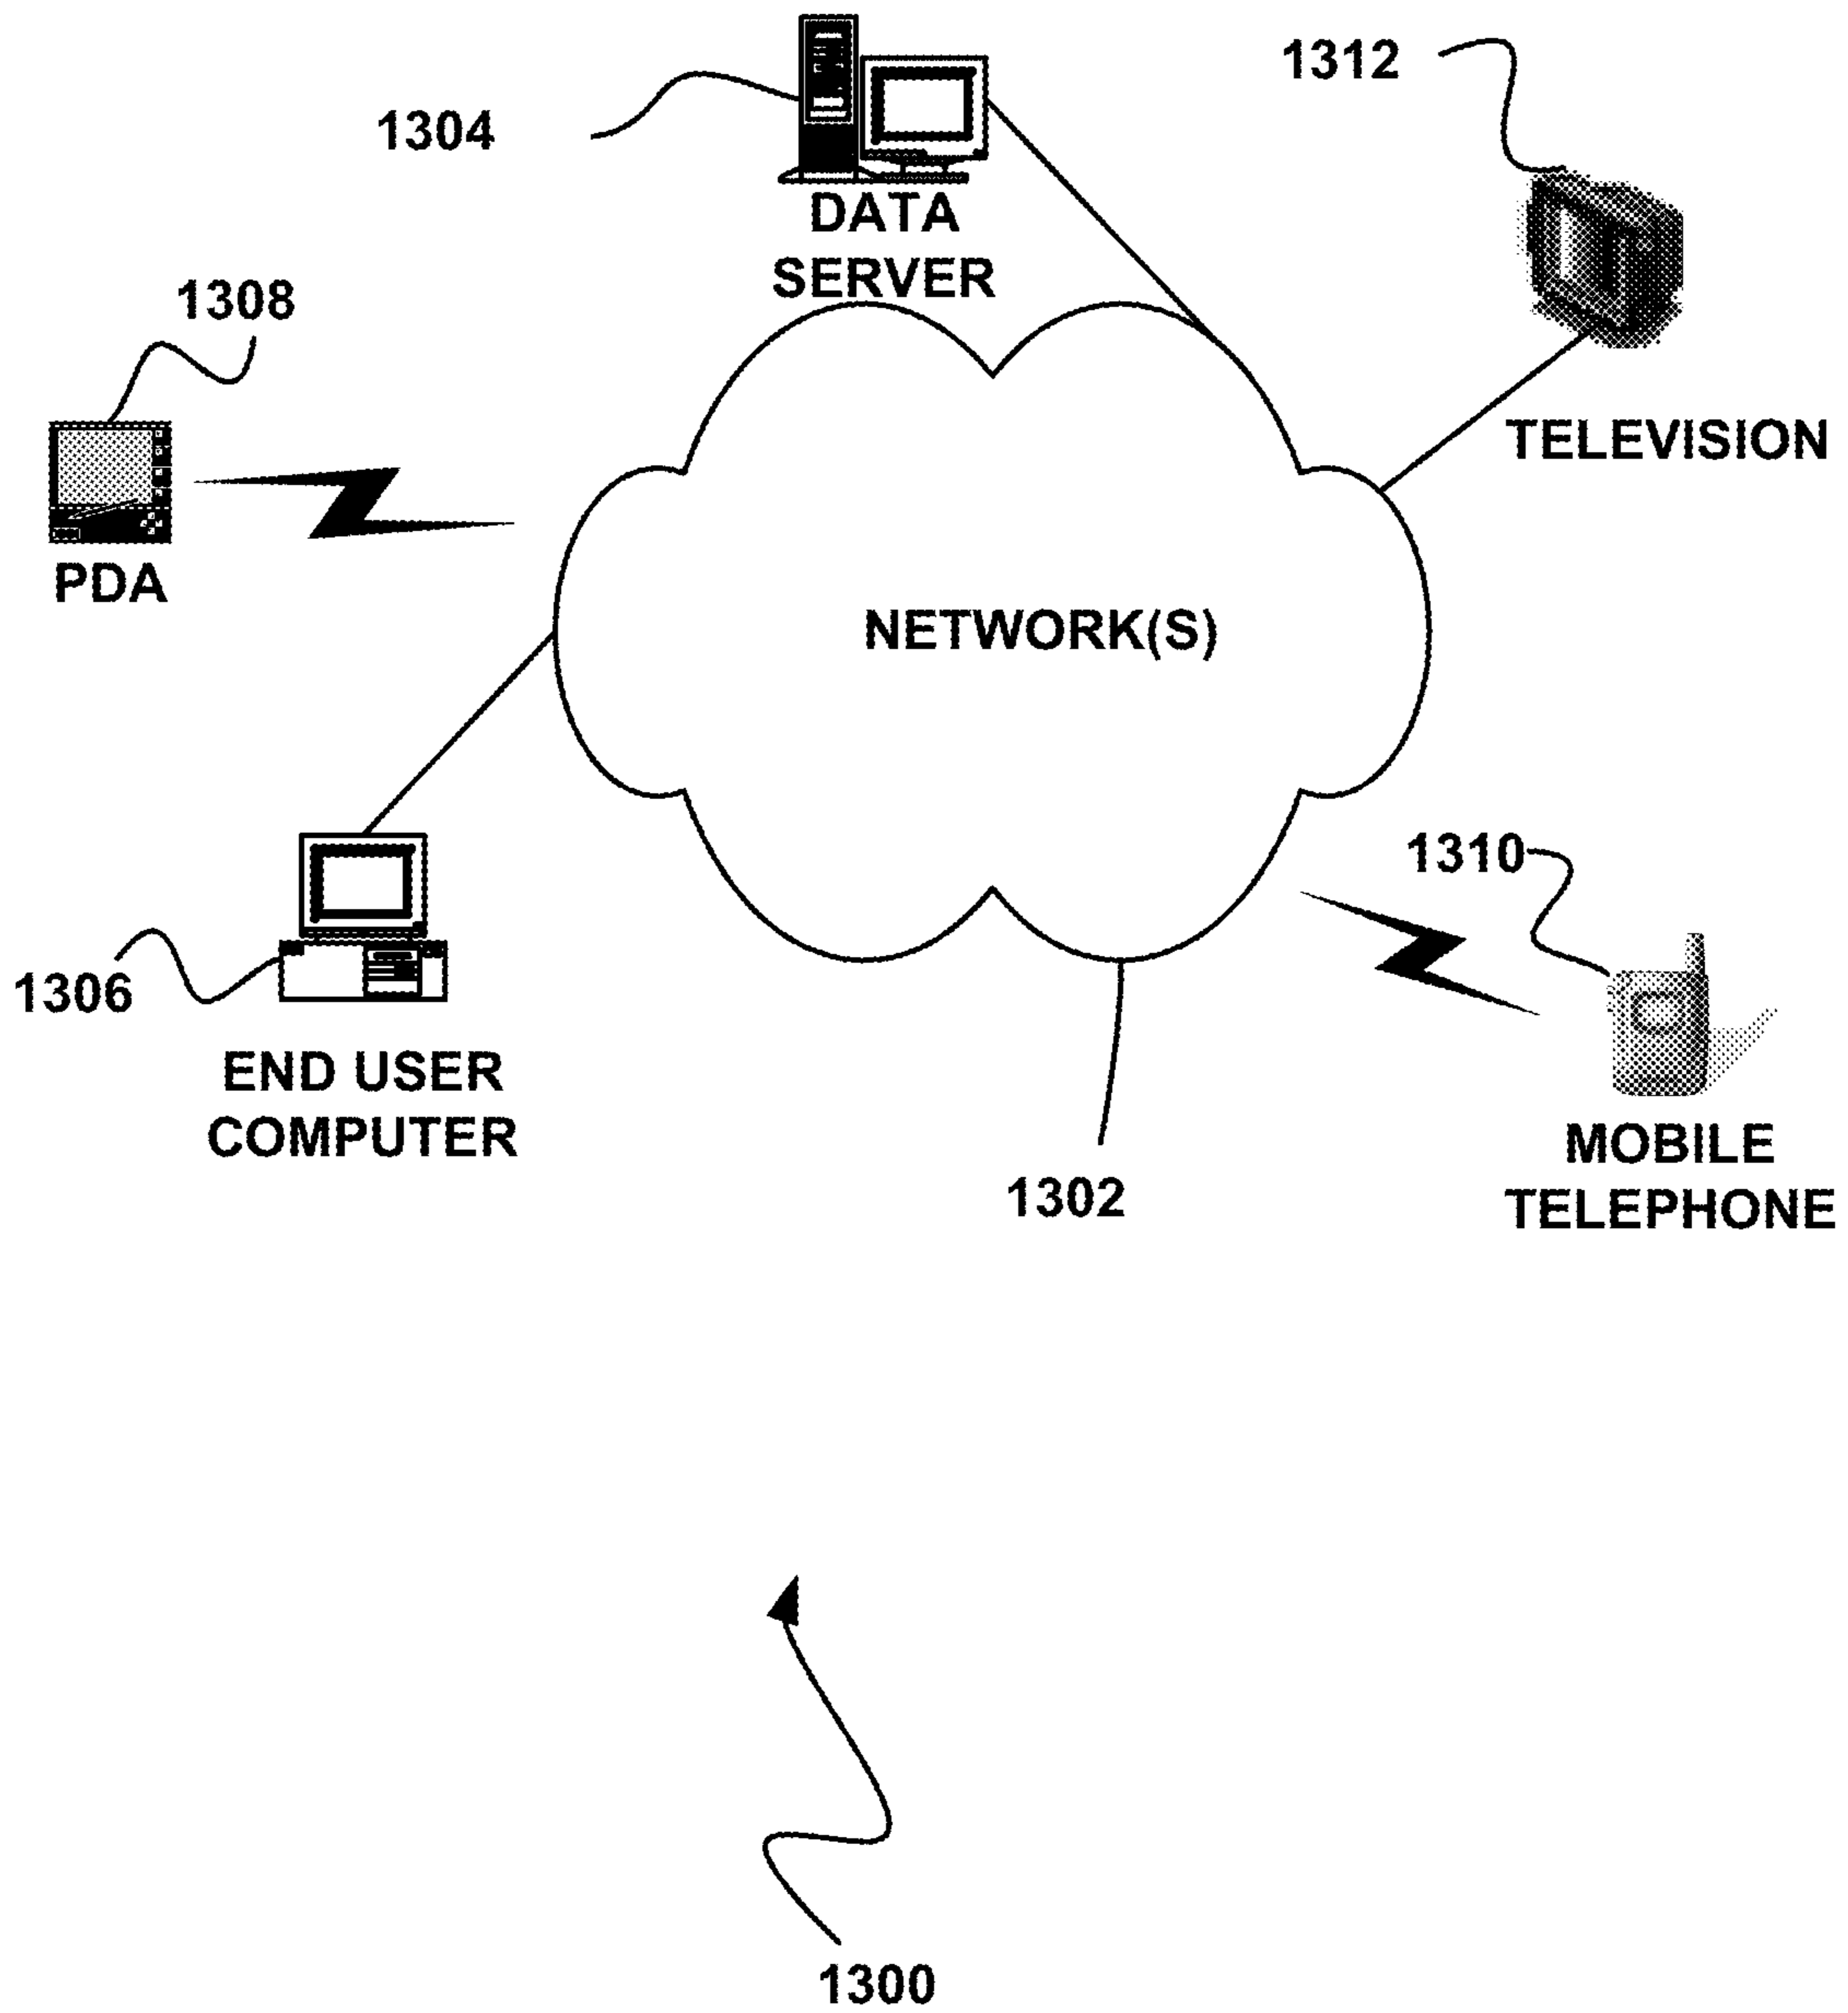 1312
1304
DATA
SERVER
1308
TELEVISION
PDA
NETWORK(S)
1310
1306
END USER
COMPUTER
MOBILE
TELEPHONE
1302
1300